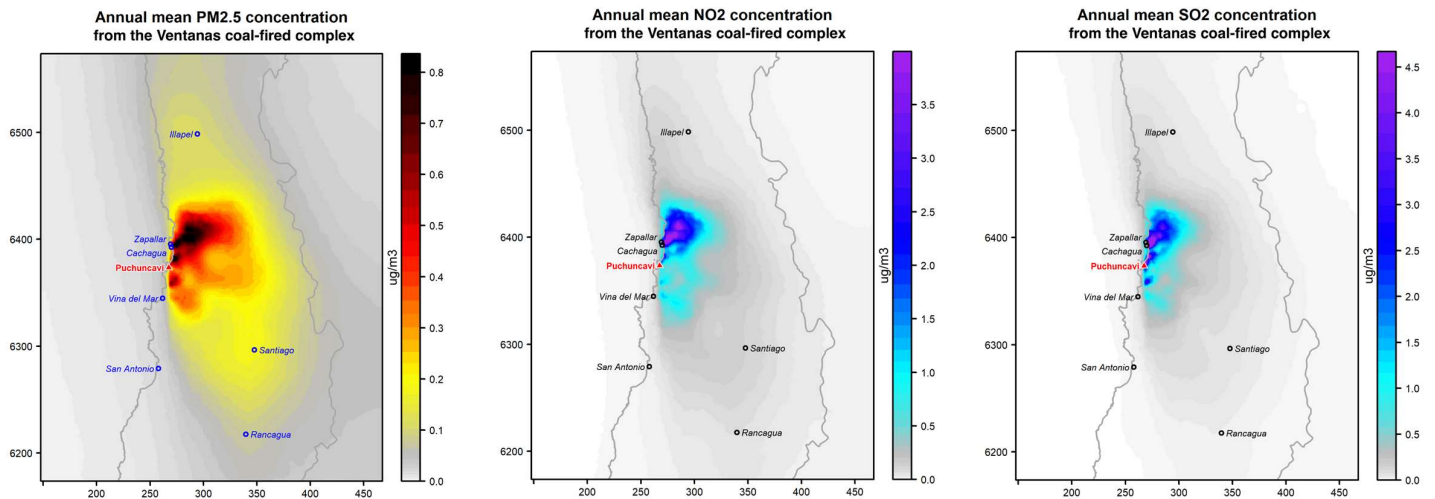 Annual mean PM2.5 concentration
from the Ventanas coal-fired complex
6500
6400
6300
6200
200
250
300
350
400
450
Illapel
Zapallar
Cachagua
Puchuncavi
Vina del Mar
Santiago
San Antonio
Rancagua
0.8
0.7
0.6
0.5
0.4
0.3
0.2
0.1
0.0
ug/m3
Annual mean NO2 concentration
from the Ventanas coal-fired complex
6500
6400
6300
6200
200
250
300
350
400
450
Illapel
Zapallar
Cachagua
Puchuncavi
Vina del Mar
Santiago
San Antonio
Rancagua
3.5
3.0
2.5
2.0
1.5
1.0
0.5
0.0
ug/m3
Annual mean SO2 concentration
from the Ventanas coal-fired complex
6500
6400
6300
6200
200
250
300
350
400
450
Illapel
Zapallar
Cachagua
Puchuncavi
Vina del Mar
Santiago
San Antonio
Rancagua
4.5
4.0
3.5
3.0
2.5
2.0
1.5
1.0
0.5
0.0
ug/m3